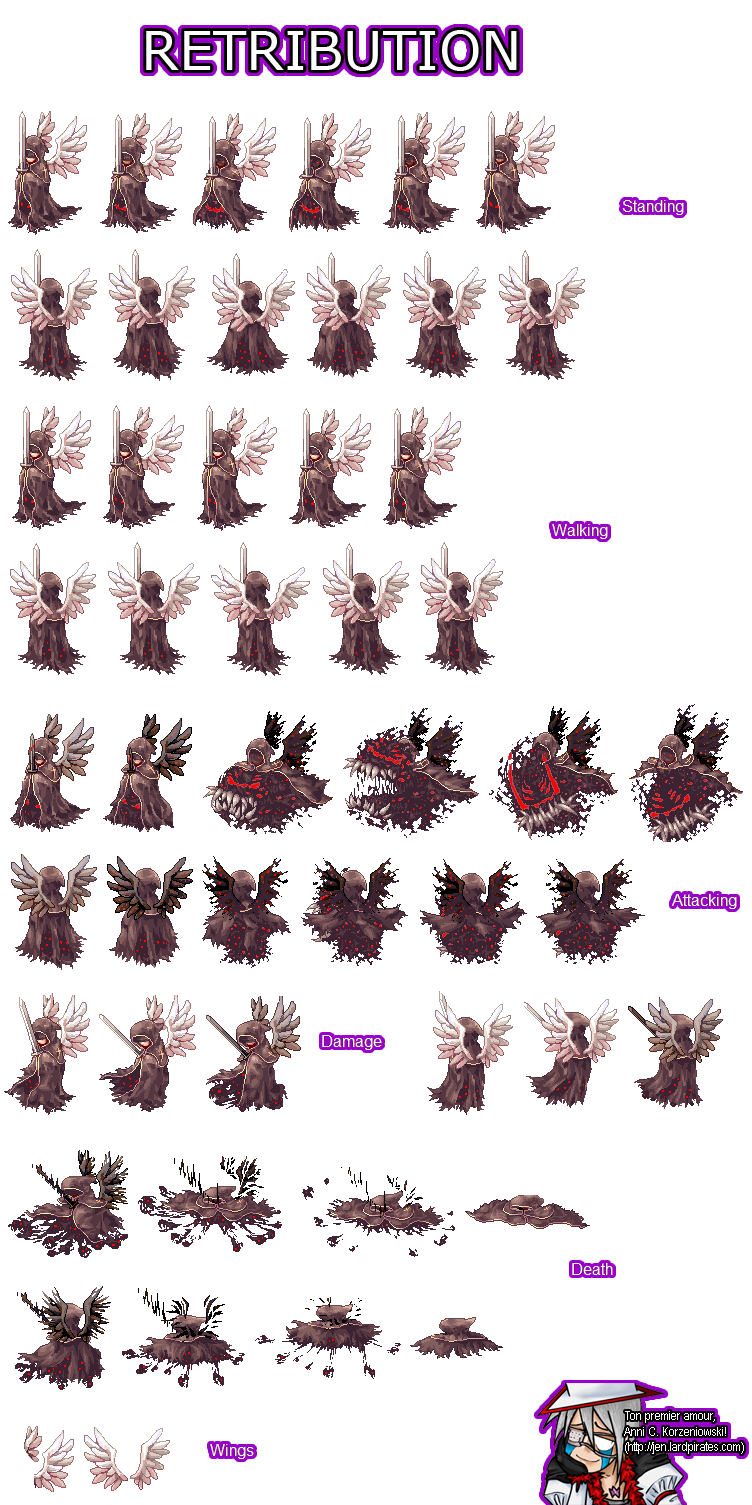 RETRIBUTION
Standing
Walking
Attacking
Damage
Death
Wings
Ton premier amour,
Anni C. Korzeniowski!
(http://jen.lardpirates.com)